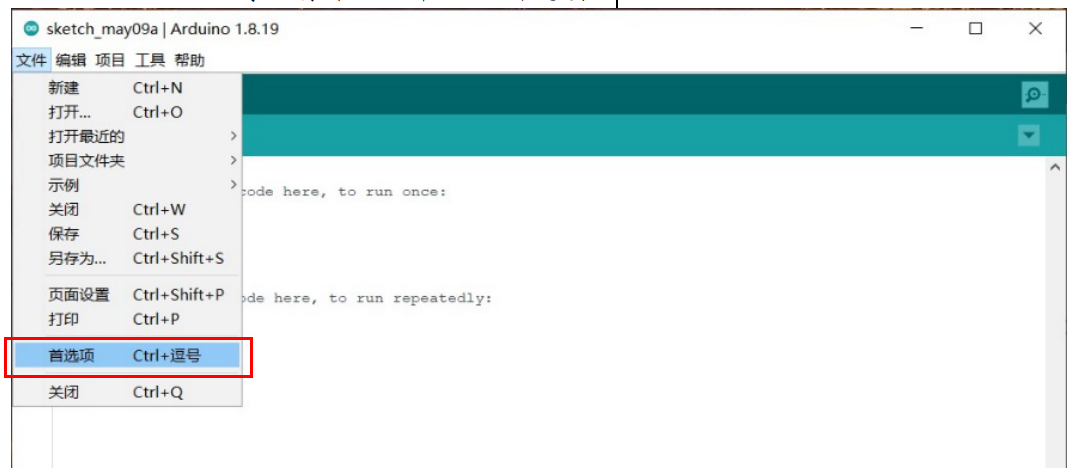 sketch_may09a | Arduino 1.8.19
文件 编辑 项目 工具 帮助
新建 Ctrl+N
打开... Ctrl+O
打开最近的
项目文件夹
示例
code here, to run once:
关闭 Ctrl+W
保存 Ctrl+S
另存为... Ctrl+Shift+S
页面设置 Ctrl+Shift+P
ode here, to run repeatedly:
打印 Ctrl+P
首选项 Ctrl+逗号
关闭 Ctrl+Q